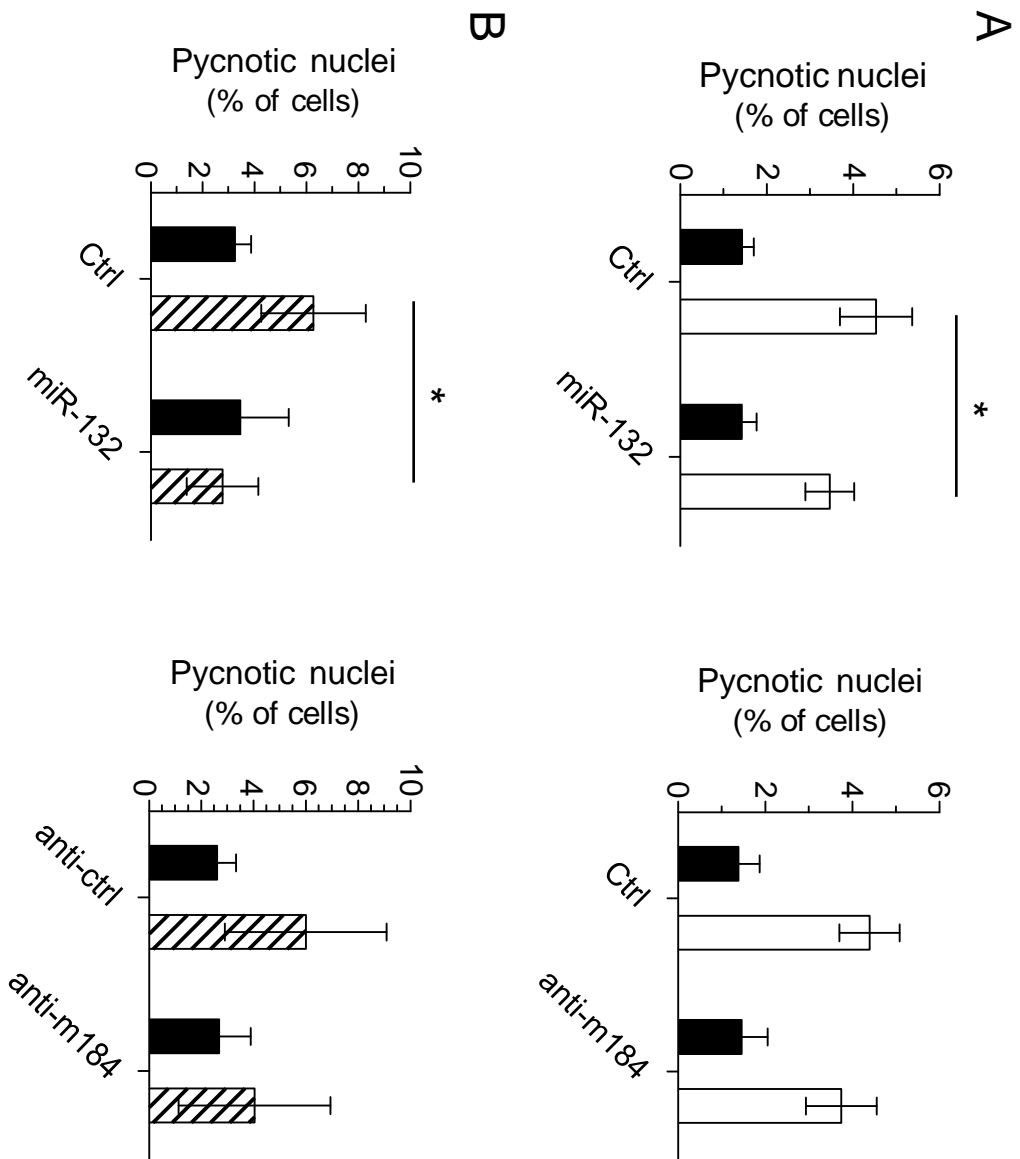 A
Pycnotic nuclei
(% of cells)
6
4
2
0
*
Ctrl
miR-132
Pycnotic nuclei
(% of cells)
6
4
2
0
Ctrl
anti-m184
B
Pycnotic nuclei
(% of cells)
10
8
6
4
2
0
*
Ctrl
miR-132
Pycnotic nuclei
(% of cells)
10
8
6
4
2
0
anti-ctrl
anti-m184